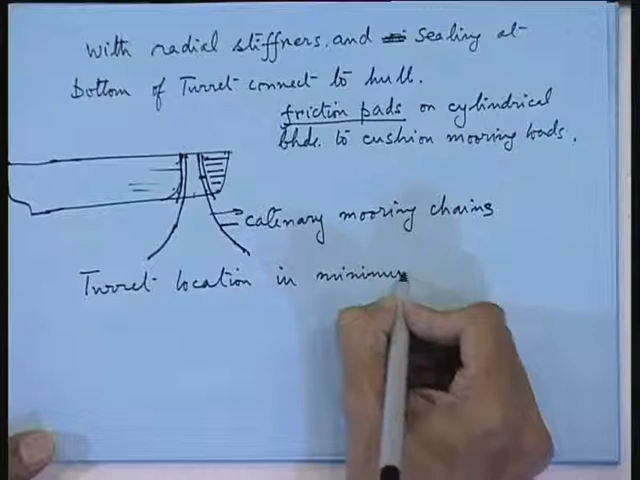 with radial stiffners, and sealing at
bottom of Turret connect to hull.
friction pads on cylindrical
bhds. to cushion mooring loads.
catenary mooring chains
Turret location in minimum